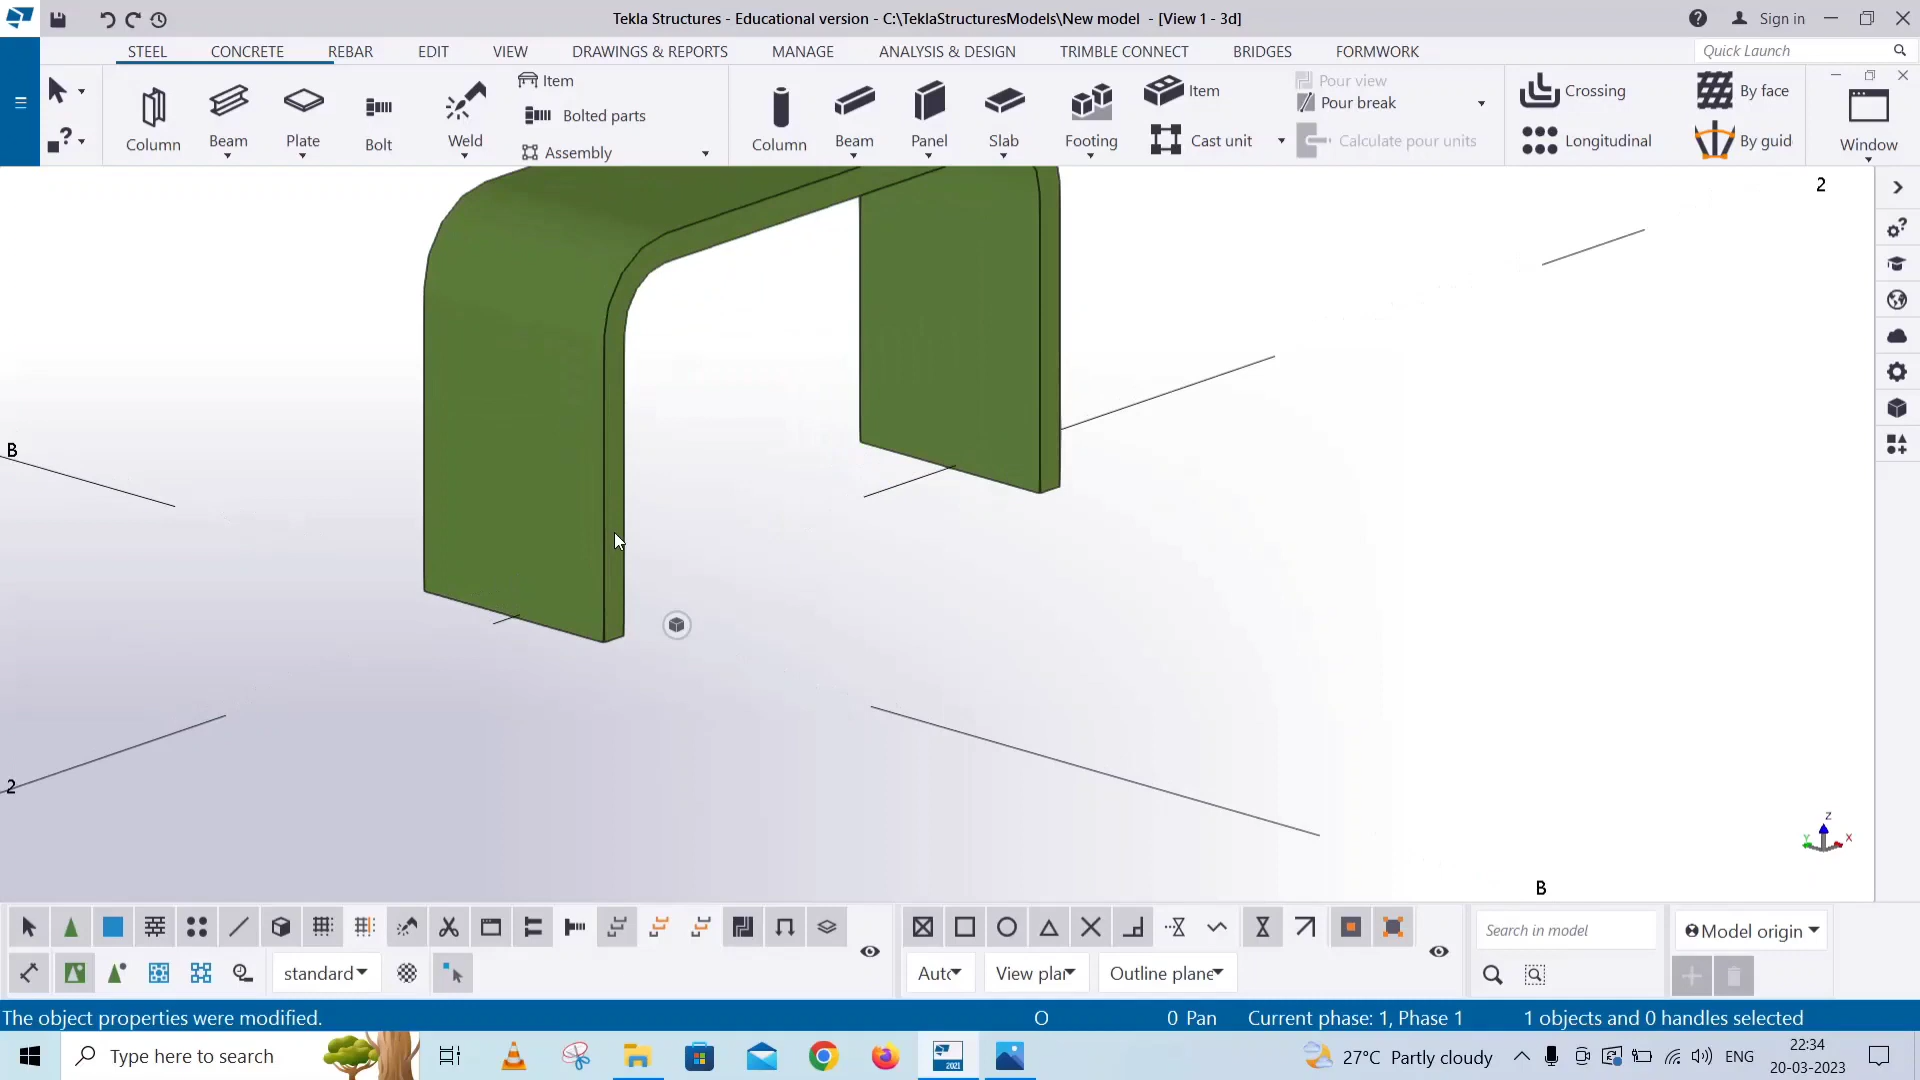 Tekla Structures - Educational version - C:\TeklaStructuresModels\New model - [View 1 - 3d]
Sign in
STEEL CONCRETE REBAR EDIT VIEW DRAWINGS & REPORTS MANAGE ANALYSIS & DESIGN TRIMBLE CONNECT BRIDGES FORMWORK
Quick Launch
Item
Bolted parts
Assembly
Column Beam Plate Bolt Weld
Item
Cast unit
Column Beam Panel Slab Footing
Pour view
Pour break
Calculate pour units
Crossing
Longitudinal
By face
By guid
Window
2
B
2
B
Z
Y
X
standard
Auto
View plar
Outline plane
Search in model
Model origin
The object properties were modified.
O
0 Pan
Current phase: 1, Phase 1
1 objects and 0 handles selected
Type here to search
2021
27°C Partly cloudy
ENG
22:34
20-03-2023